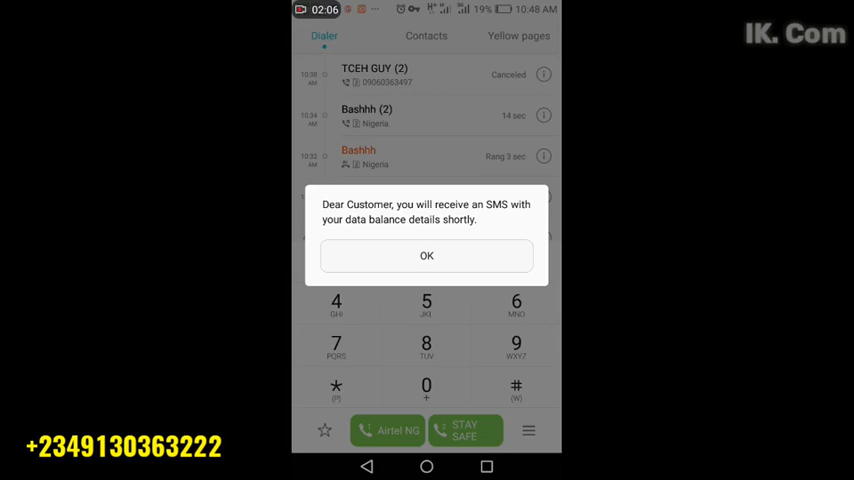 02:06
19%
10:48 AM
IK. Com
Dialer
Contacts
Yellow pages
10:38 AM
TCEH GUY (2)
09060363497
Canceled
10:34 AM
Bashhh (2)
Nigeria
14 sec
10:32 AM
Bashhh
Nigeria
Rang 3 sec
Dear Customer, you will receive an SMS with
your data balance details shortly.
OK
4
GHI
5
JKL
6
MNO
7
PQRS
8
TUV
9
WXYZ
*
(P)
0
+
#
(W)
Airtel NG
STAY
SAFE
+2349130363222